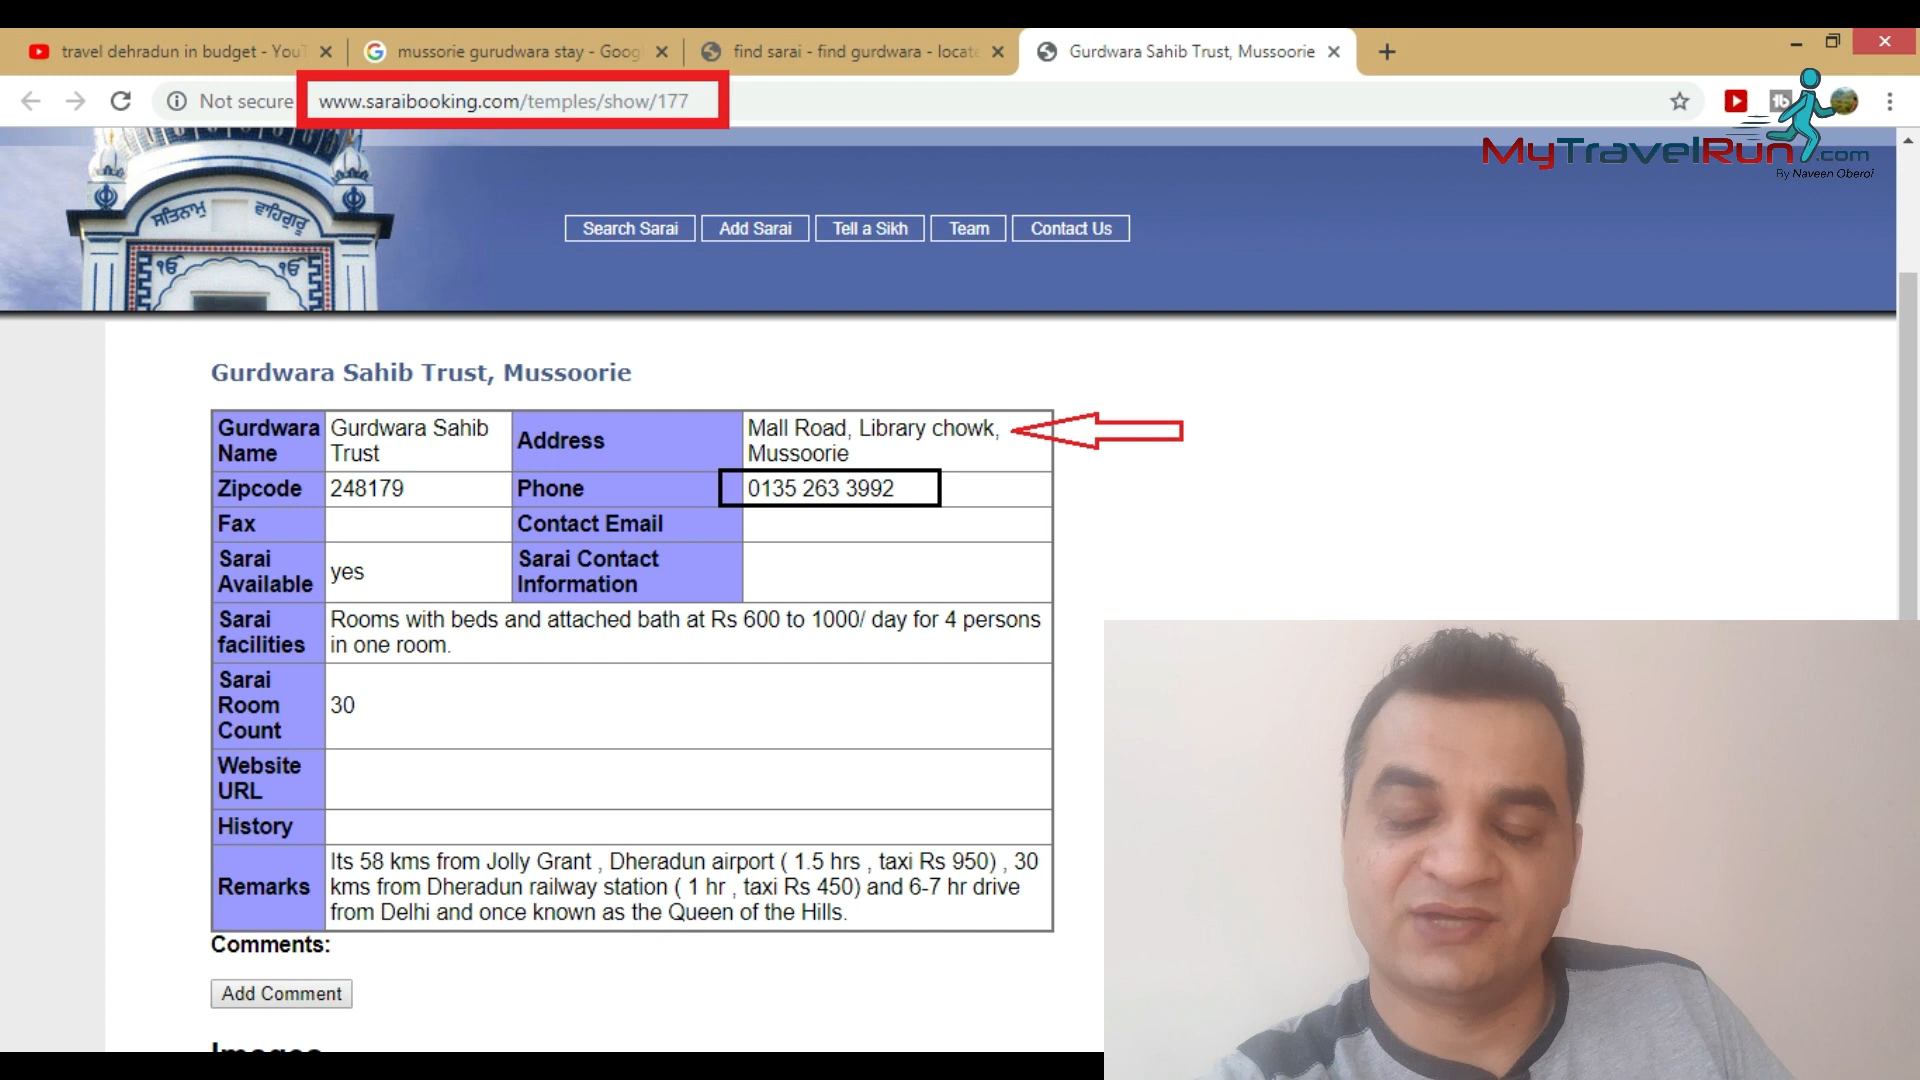 travel dehradun in budget - You
mussorie gurudwara stay - Goog
find sarai - find gurdwara - locate
Gurdwara Sahib Trust, Mussoorie
Not secure
www.saraibooking.com/temples/show/177
MyTravelRun.com
By Naveen Oberoi
ਸਤਿਨਾਮੁ ਵਾਹਿਗੁਰੂ
ੴ ੴ
Search Sarai
Add Sarai
Tell a Sikh
Team
Contact Us
Gurdwara Sahib Trust, Mussoorie
Gurdwara Name
Gurdwara Sahib Trust
Address
Mall Road, Library chowk, Mussoorie
Zipcode
248179
Phone
0135 263 3992
Fax
Contact Email
Sarai Available
yes
Sarai Contact Information
Sarai facilities
Rooms with beds and attached bath at Rs 600 to 1000/ day for 4 persons
in one room.
Sarai Room Count
30
Website URL
History
Remarks
Its 58 kms from Jolly Grant , Dheradun airport ( 1.5 hrs , taxi Rs 950) , 30
kms from Dheradun railway station ( 1 hr , taxi Rs 450) and 6-7 hr drive
from Delhi and once known as the Queen of the Hills.
Comments:
Add Comment
Images